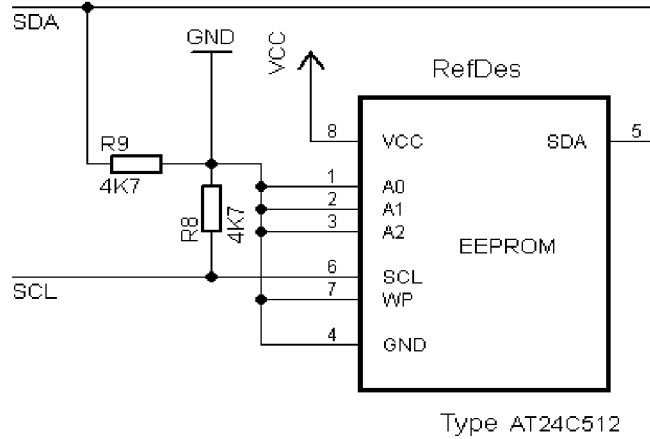 SDA
GND
VCC
RefDes
8
VCC
SDA
5
R9
4K7
1
A0
2
A1
3
A2
R8
4K7
EEPROM
6
SCL
SCL
7
WP
4
GND
Type AT24C512